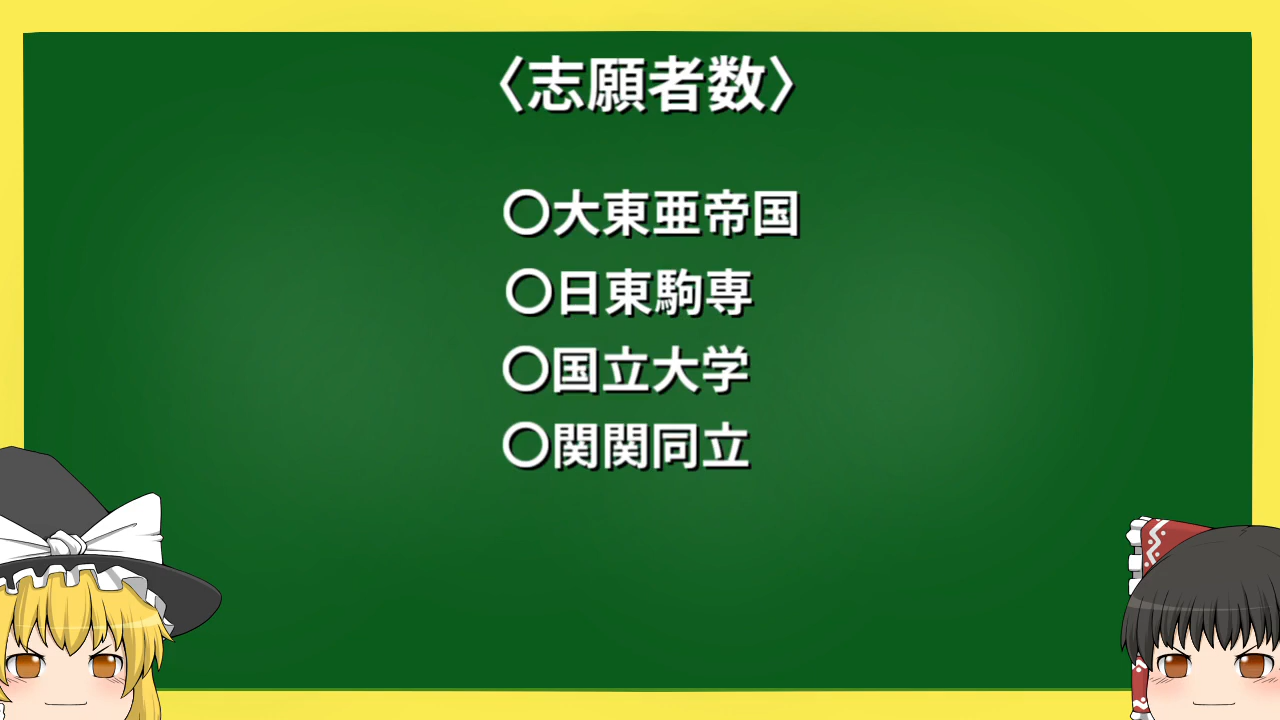 〈志願者数〉
〇大東亜帝国
〇日東駒専
〇国立大学
〇関関同立